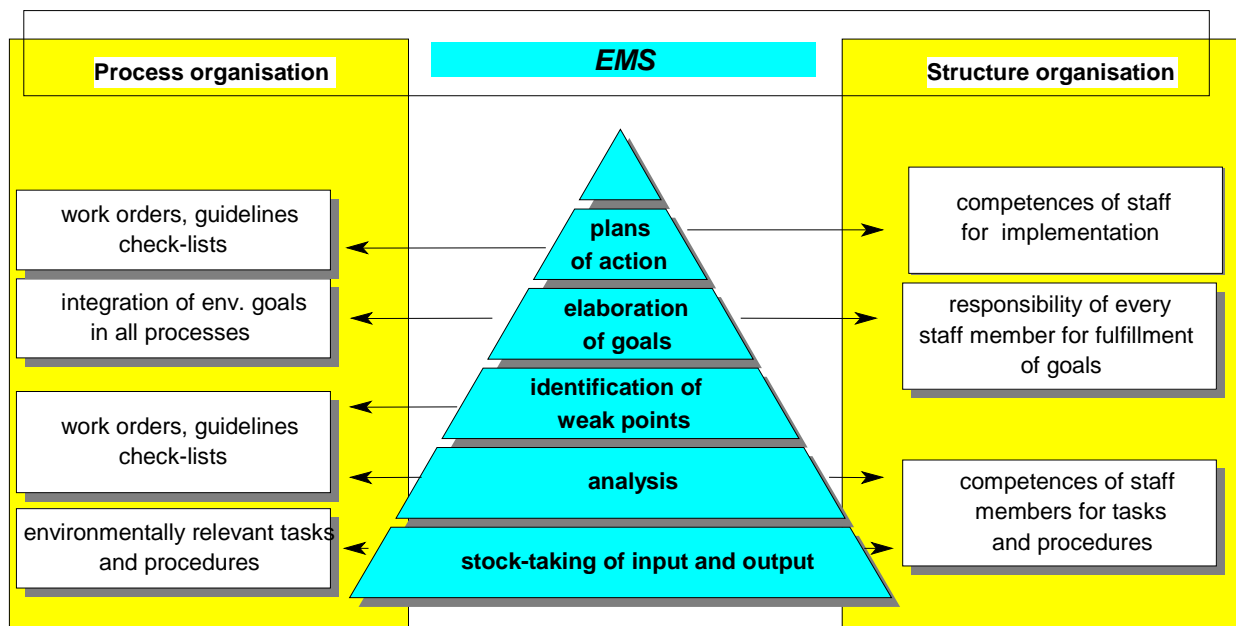 Process organisation
EMS
Structure organisation
work orders, guidelines
check-lists
integration of env. goals
in all processes
work orders, guidelines
check-lists
environmentally relevant tasks
and procedures
plans
of action
elaboration
of goals
identification of
weak points
analysis
stock-taking of input and output
competences of staff
for implementation
responsibility of every
staff member for fulfillment
of goals
competences of staff
members for tasks
and procedures